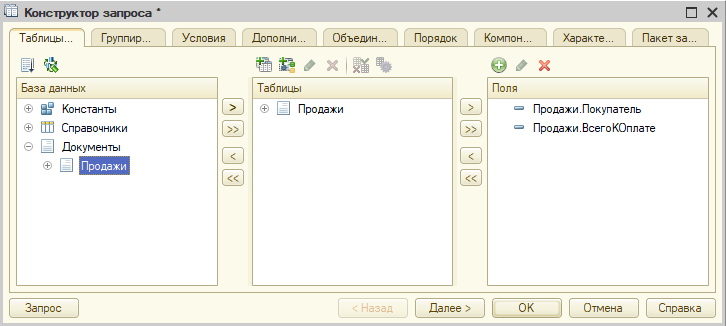 Конструктор запроса *
Таблицы...
Группир...
Условия
Дополни...
Объедин...
Порядок
Компон...
Характе...
Пакет за...
База данных
Таблицы
Поля
Константы
Справочники
Документы
Продажи
>
>>
<
<<
Продажи
>
>>
<
<<
Продажи.Покупатель
Продажи.ВсегоКОплате
Запрос
< Назад
Далее >
OK
Отмена
Справка